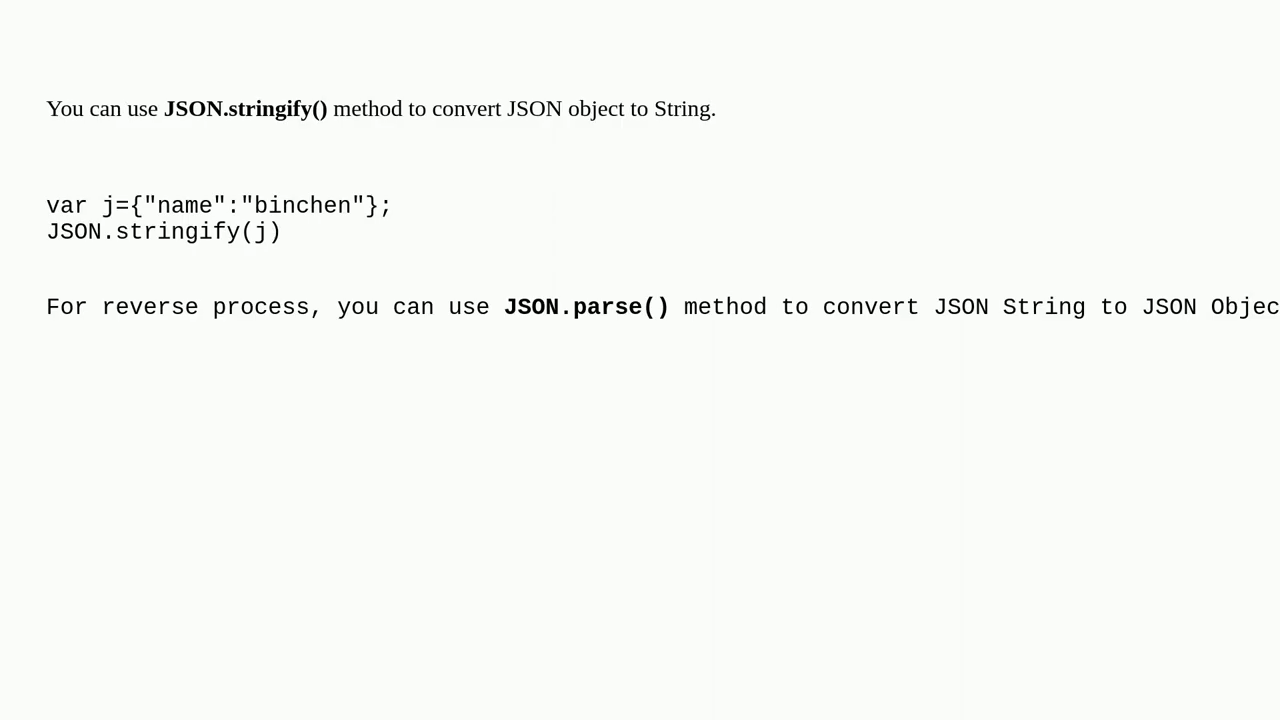 You can use JSON.stringify() method to convert JSON object to String.
var j={"name":"binchen"};
JSON.stringify(j)
For reverse process, you can use JSON.parse() method to convert JSON String to JSON Objec